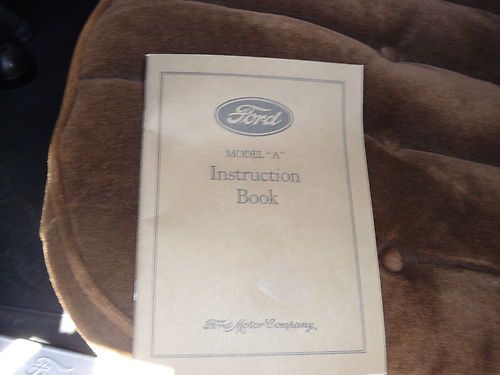 Ford
MODEL "A"
Instruction
Book
Ford Motor Company